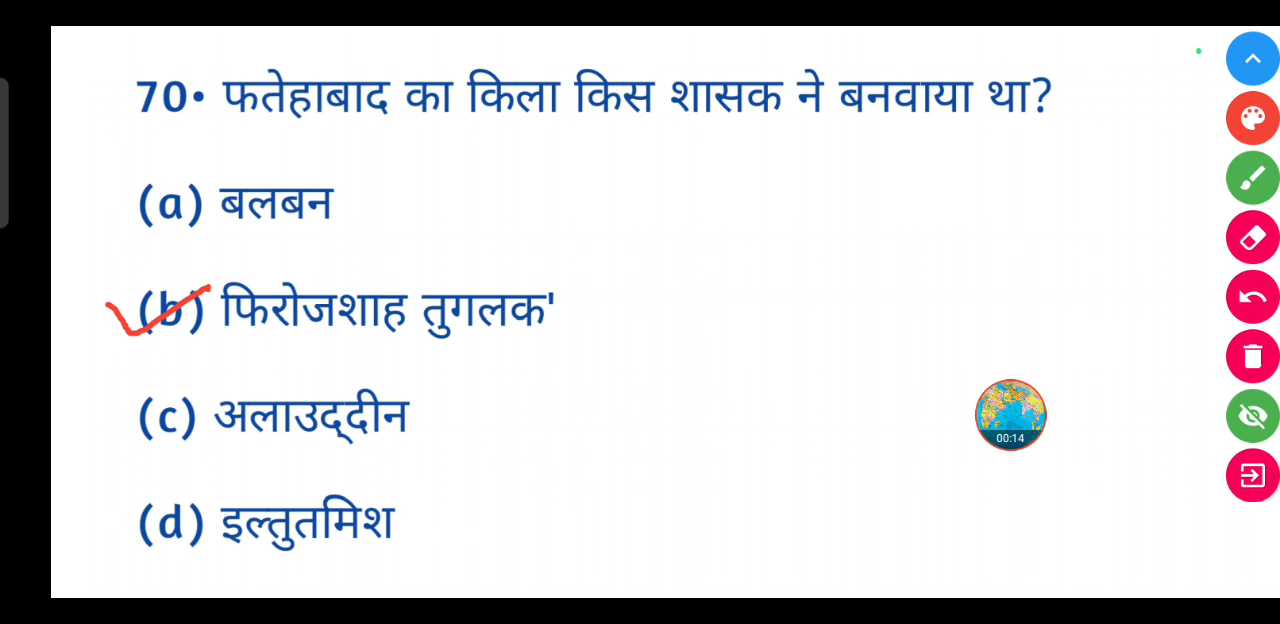 70• फतेहाबाद का किला किस शासक ने बनवाया था?
(a) बलबन
(b) फिरोजशाह तुगलक'
(c) अलाउद्‌दीन
00:14
(d) इल्तुतमिश